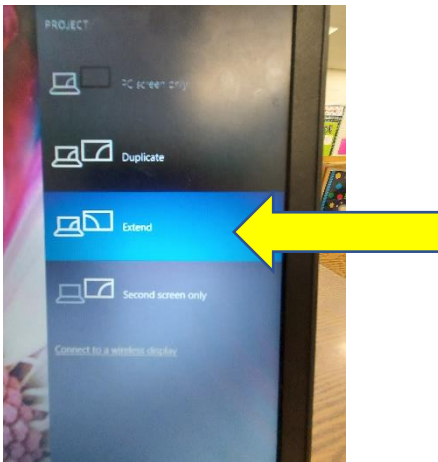 PROJECT
PC screen only
Duplicate
Extend
Second screen only
Connect to a wireless display